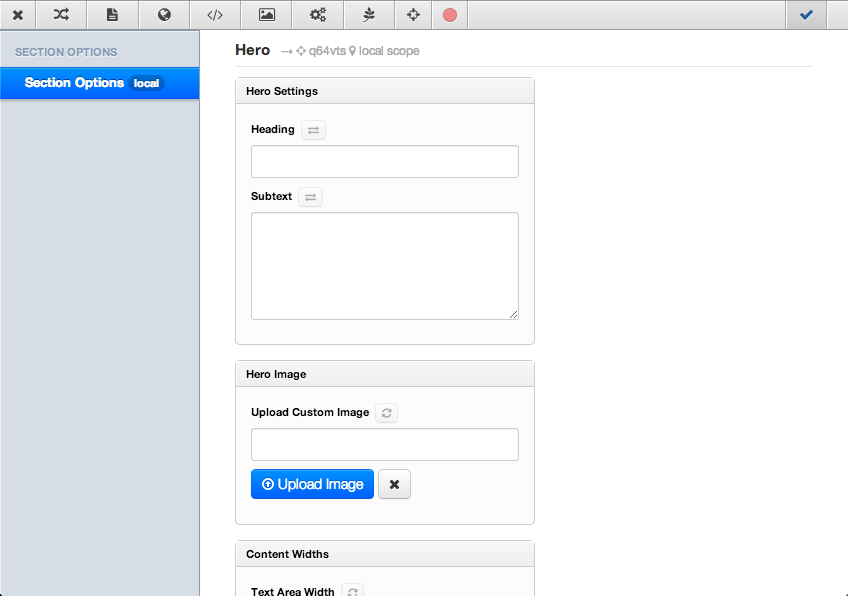 SECTION OPTIONS
Section Options local
Hero → q64vts local scope
Hero Settings
Heading
Subtext
Hero Image
Upload Custom Image
Upload Image
Content Widths
Text Area Width